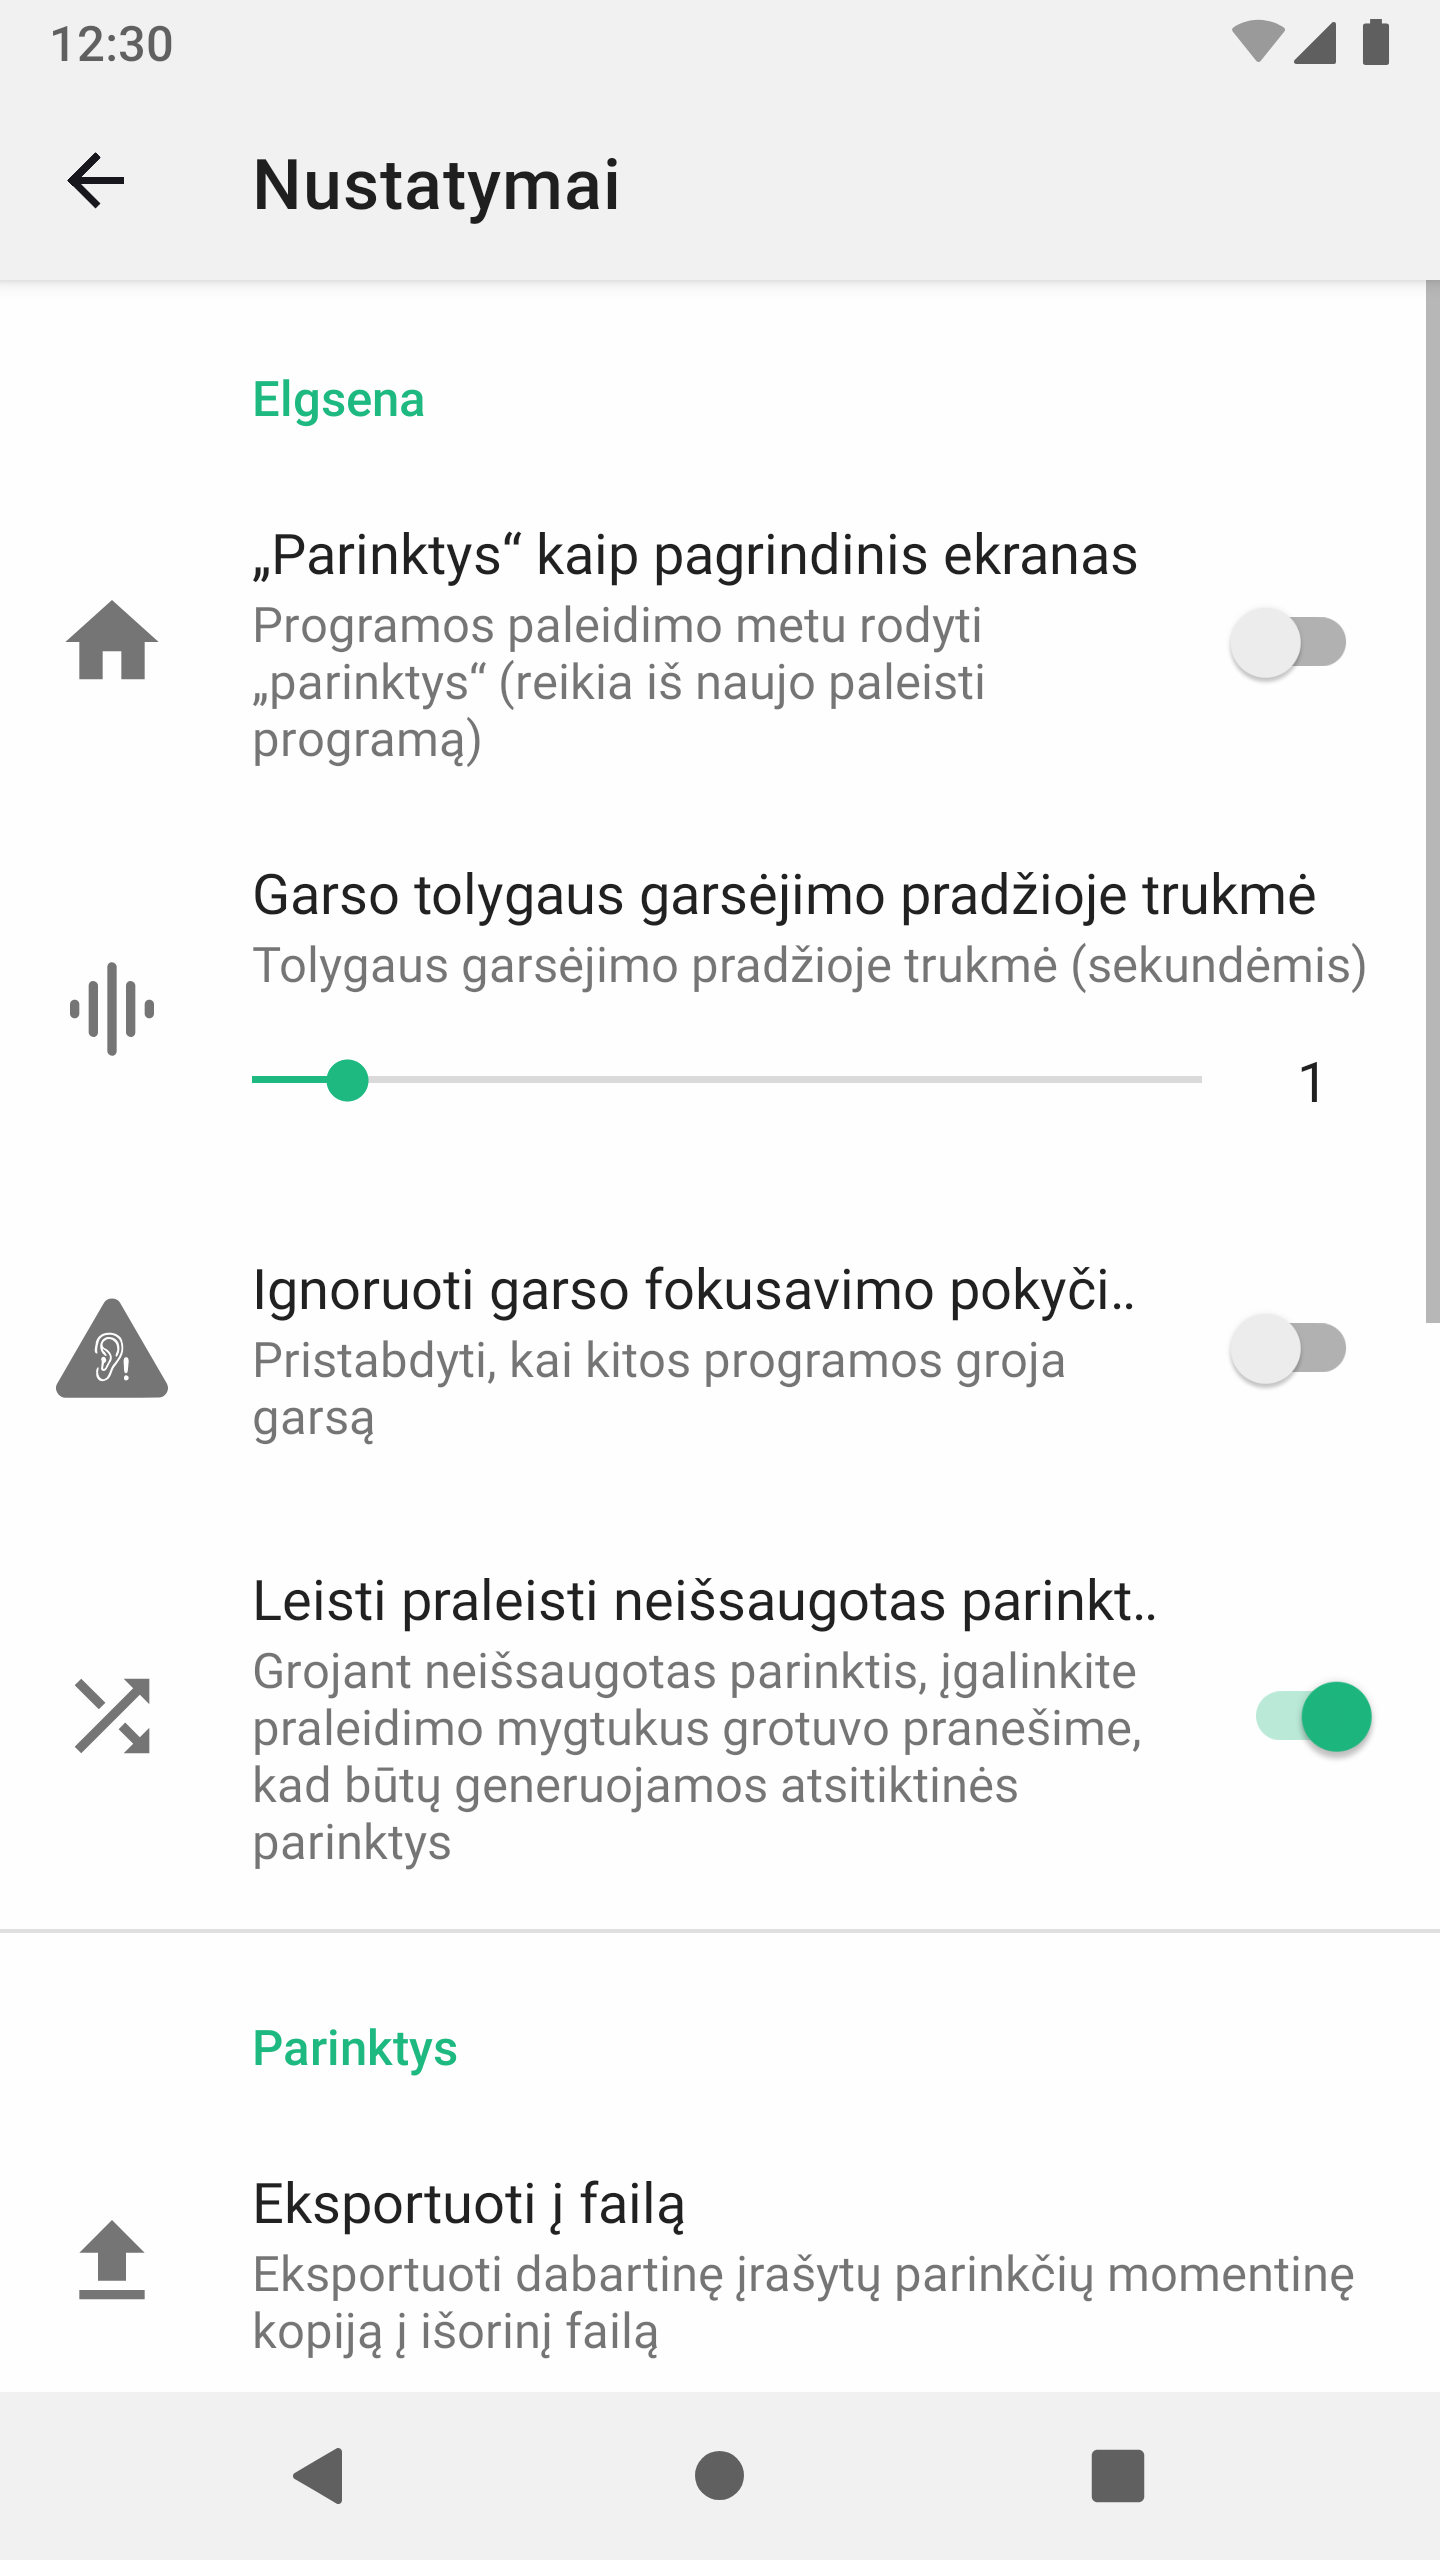 12:30
Nustatymai
Elgsena
„Parinktys“ kaip pagrindinis ekranas
Programos paleidimo metu rodyti
„parinktys“ (reikia iš naujo paleisti
programą)
Garso tolygaus garsėjimo pradžioje trukmė
Tolygaus garsėjimo pradžioje trukmė (sekundėmis)
1
Ignoruoti garso fokusavimo pokyči..
Pristabdyti, kai kitos programos groja
garsą
Leisti praleisti neišsaugotas parinkt..
Grojant neišsaugotas parinktis, įgalinkite
praleidimo mygtukus grotuvo pranešime,
kad būtų generuojamos atsitiktinės
parinktys
Parinktys
Eksportuoti į failą
Eksportuoti dabartinę įrašytų parinkčių momentinę
kopiją į išorinį failą